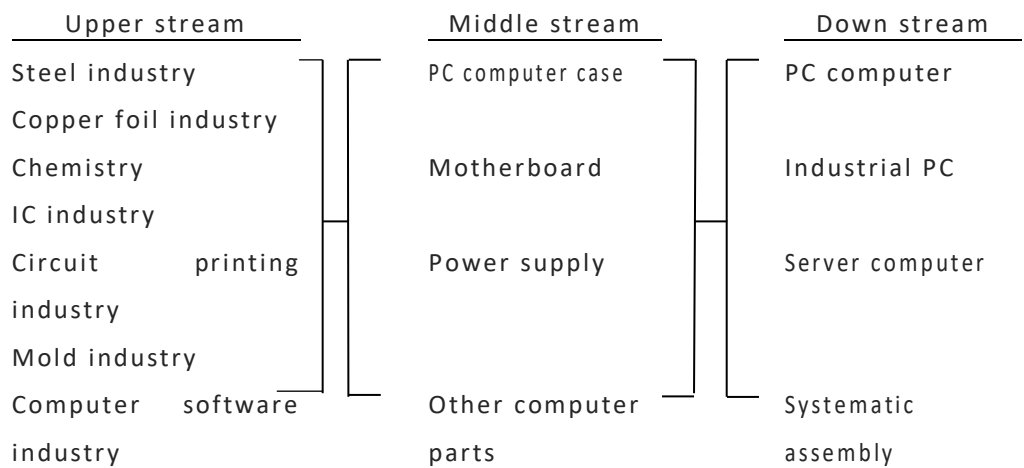 Upper stream
Steel industry
Copper foil industry
Chemistry
IC industry
Circuit printing
industry
Mold industry
Computer software
industry
Middle stream
PC computer case
Motherboard
Power supply
Other computer
parts
Down stream
PC computer
Industrial PC
Server computer
Systematic
assembly